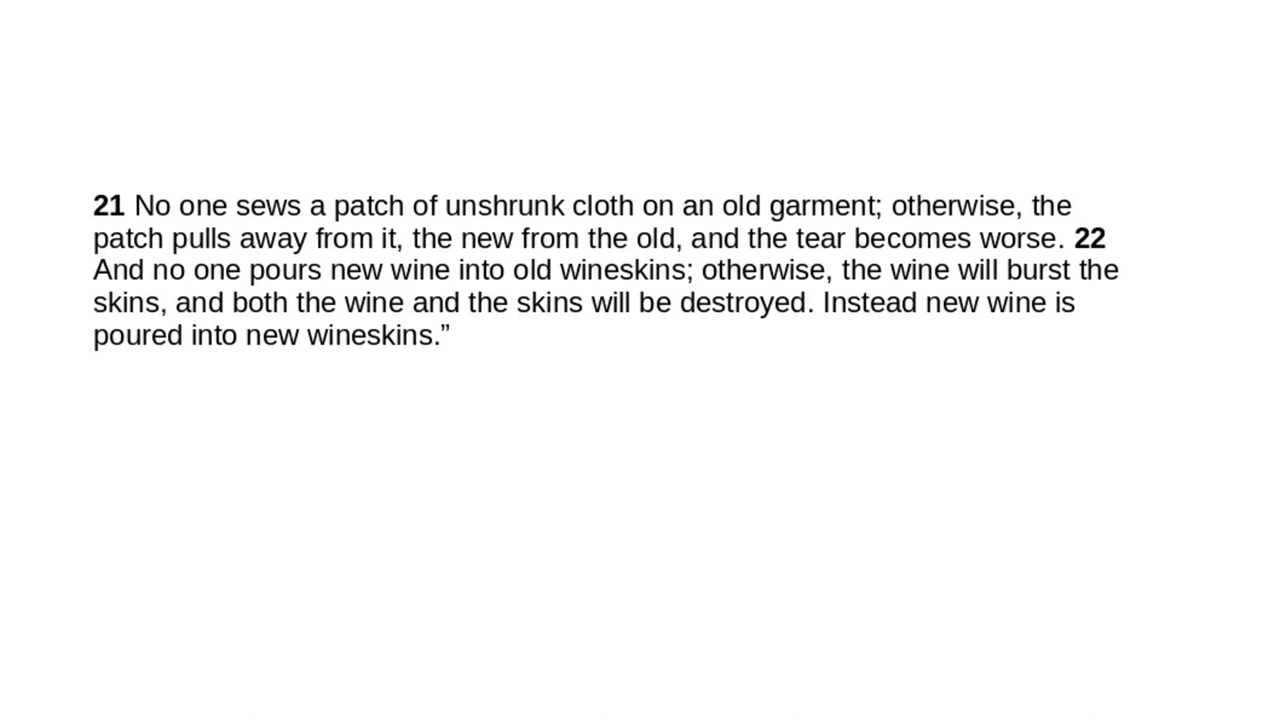 21 No one sews a patch of unshrunk cloth on an old garment; otherwise, the
patch pulls away from it, the new from the old, and the tear becomes worse. 22
And no one pours new wine into old wineskins; otherwise, the wine will burst the
skins, and both the wine and the skins will be destroyed. Instead new wine is
poured into new wineskins.”